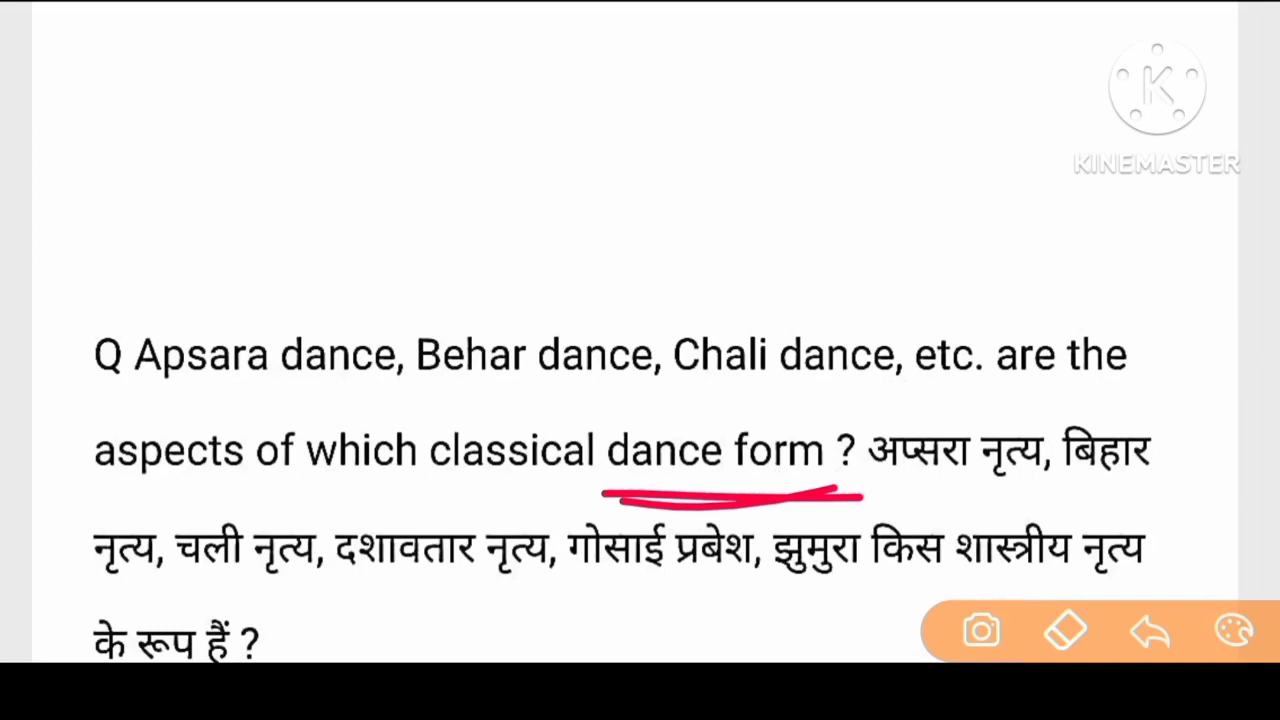 K
KINEMASTER
Q Apsara dance, Behar dance, Chali dance, etc. are the
aspects of which classical dance form ? अप्सरा नृत्य, बिहार
नृत्य, चली नृत्य, दशावतार नृत्य, गोसाई प्रबेश, झुमुरा किस शास्त्रीय नृत्य
के रूप हैं ?